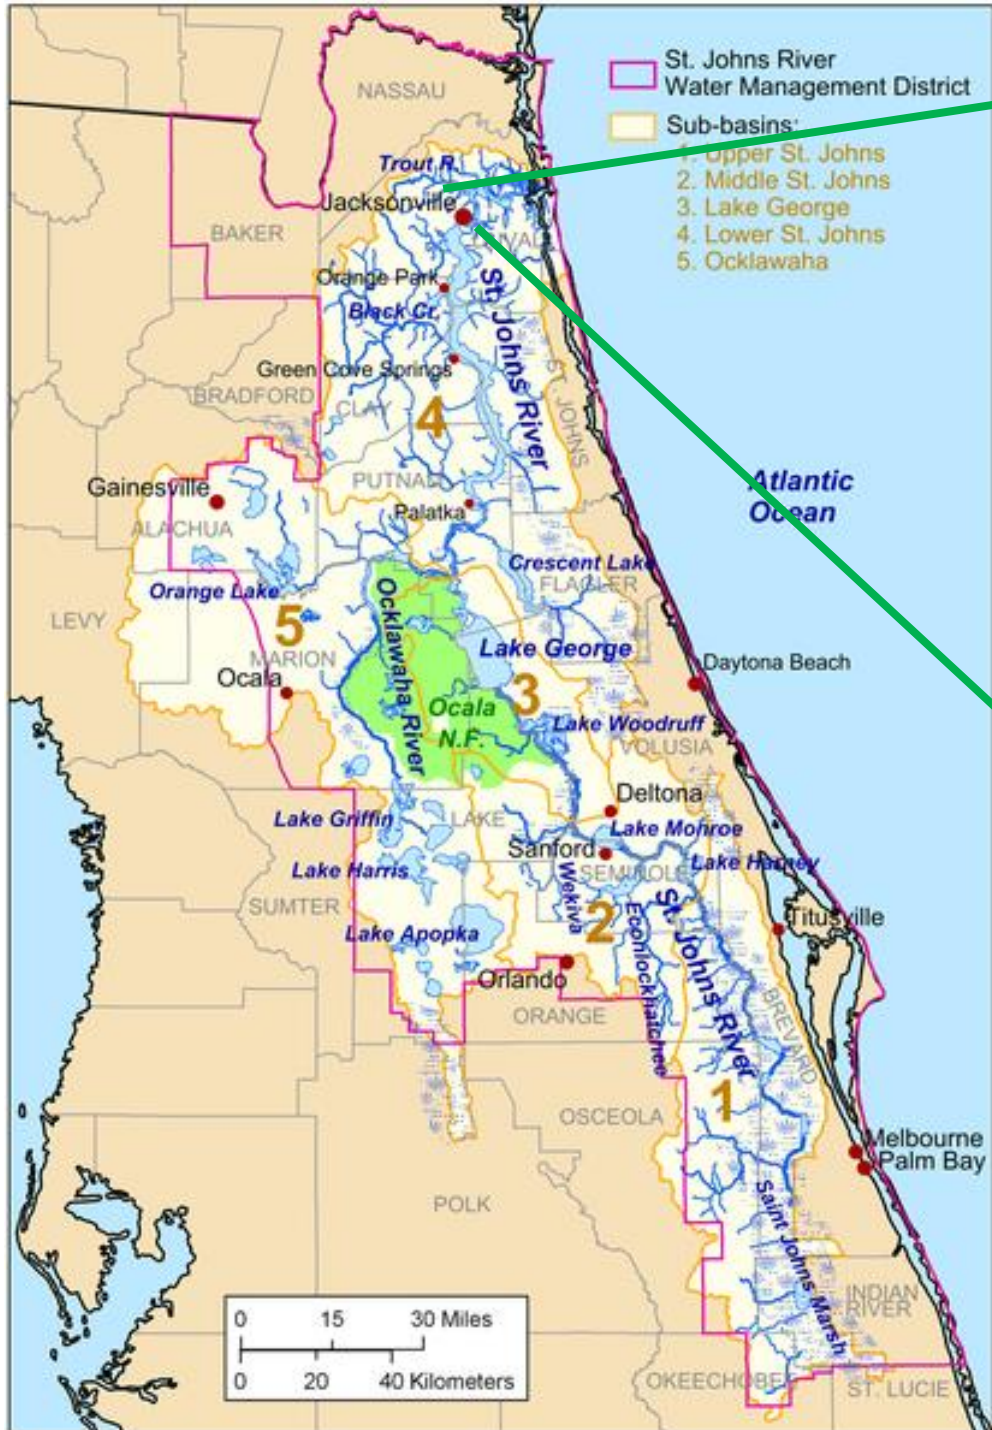 St. Johns River
Water Management District
Sub-basins:
1. Upper St. Johns
2. Middle St. Johns
3. Lake George
4. Lower St. Johns
5. Ocklawaha
NASSAU
Trout R.
Jacksonville
DUVAL
BAKER
Orange Park
Black Cr.
St. Johns River
Green Cove Springs
BRADFORD
CLAY
4
ST. JOHNS
PUTNAM
Gainesville
Palatka
Atlantic
Ocean
ALACHUA
Crescent Lake
FLAGLER
Orange Lake
Ocklawaha River
LEVY
5
MARION
Lake George
Ocala
3
Daytona Beach
Ocala
N.F.
Lake Woodruff
VOLUSIA
Deltona
Lake Griffin
LAKE
Lake Monroe
Sanford
Lake Harney
Lake Harris
SEMINOLE
Wekiva
SUMTER
St. Johns River
Econlockhatchee
Titusville
2
Lake Apopka
Orlando
ORANGE
BREVARD
1
OSCEOLA
Melbourne
Palm Bay
POLK
Saint Johns Marsh
INDIAN
RIVER
0 15 30 Miles
0 20 40 Kilometers
OKEECHOBEE
ST. LUCIE